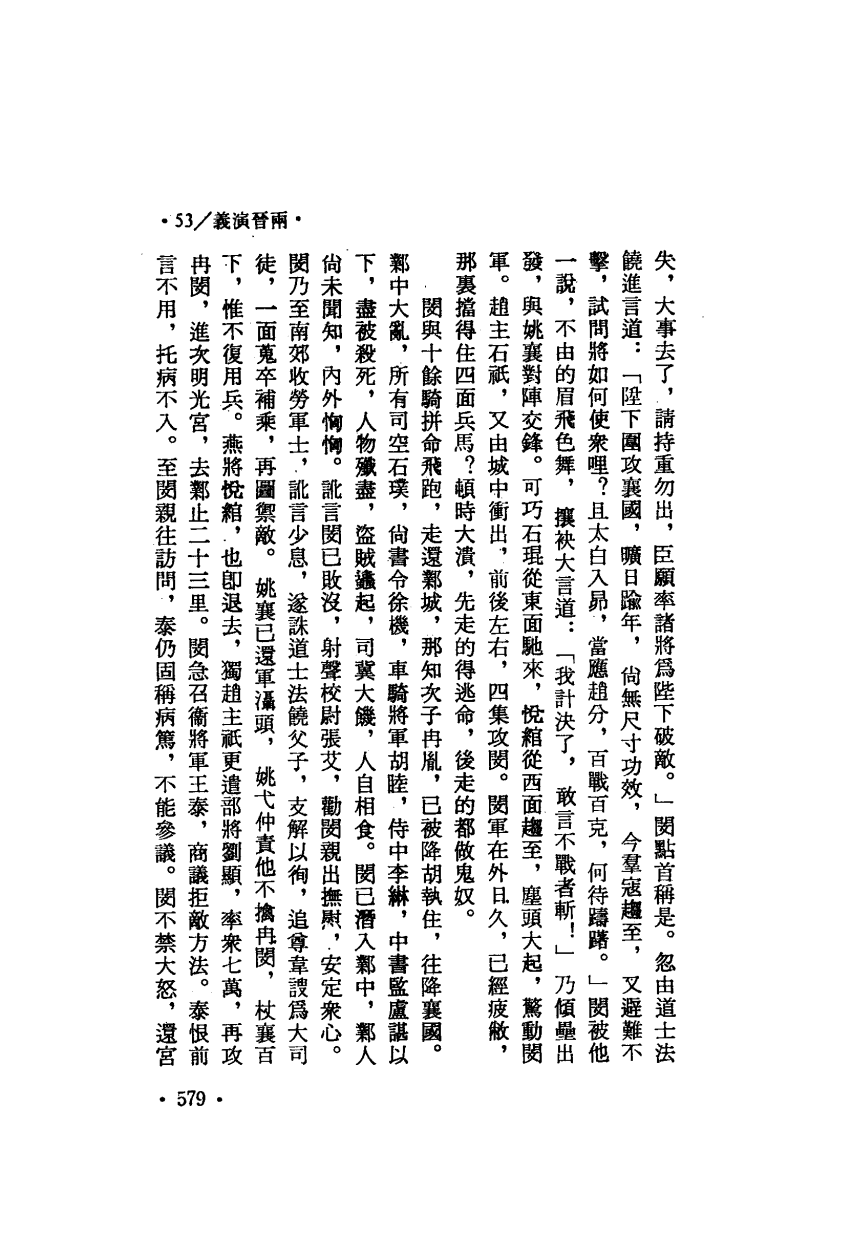 •53／義演晉兩•
失，大事去了，請持重勿出，臣願率諸將爲陛下破敵。」閔點首稱是。忽由道士法
饒進言道：「陛下圍攻襄國，曠日踰年，尙無尺寸功效，今羣寇趨至，又避難不
擊，試問將如何使衆哩？且太白入昴，當應趙分，百戰百克，何待躊躇。」閔被他
一說，不由的眉飛色舞，攘袂大言道：「我計決了，敢言不戰者斬！」乃傾壘出
發，與姚襄對陣交鋒。可巧石琨從東面馳來，悅綰從西面趨至，塵頭大起，驚動閔
軍。趙主石祇，又由城中衝出，前後左右，四集攻閔。閔軍在外日久，已經疲敝，
那裏擋得住四面兵馬？頓時大潰，先走的得逃命，後走的都做鬼奴。
閔與十餘騎拼命飛跑，走還鄴城，那知次子冉胤，已被降胡執住，往降襄國。
鄴中大亂，所有司空石璞，尙書令徐機，車騎將軍胡睦，侍中李綝，中書監盧諶以
下，盡被殺死，人物殲盡，盜賊蠭起，司冀大饑，人自相食。閔已潛入鄴中，鄴人
尙未聞知，內外恟恟。訛言閔已敗沒，射聲校尉張艾，勸閔親出撫慰，安定衆心。
閔乃至南郊收勞軍士，訛言少息，遂誅道士法饒父子，支解以徇，追尊韋謏爲大司
徒，一面蒐卒補乘，再圖禦敵。姚襄已還軍灄頭，姚弋仲責他不擒冉閔，杖襄百
下，惟不復用兵。燕將悅綰，也卽退去，獨趙主祇更遣部將劉顯，率衆七萬，再攻
冉閔，進次明光宮，去鄴止二十三里。閔急召衞將軍王泰，商議拒敵方法。泰恨前
言不用，托病不入。至閔親往訪問，泰仍固稱病篤，不能參議。閔不禁大怒，還宮
•579•